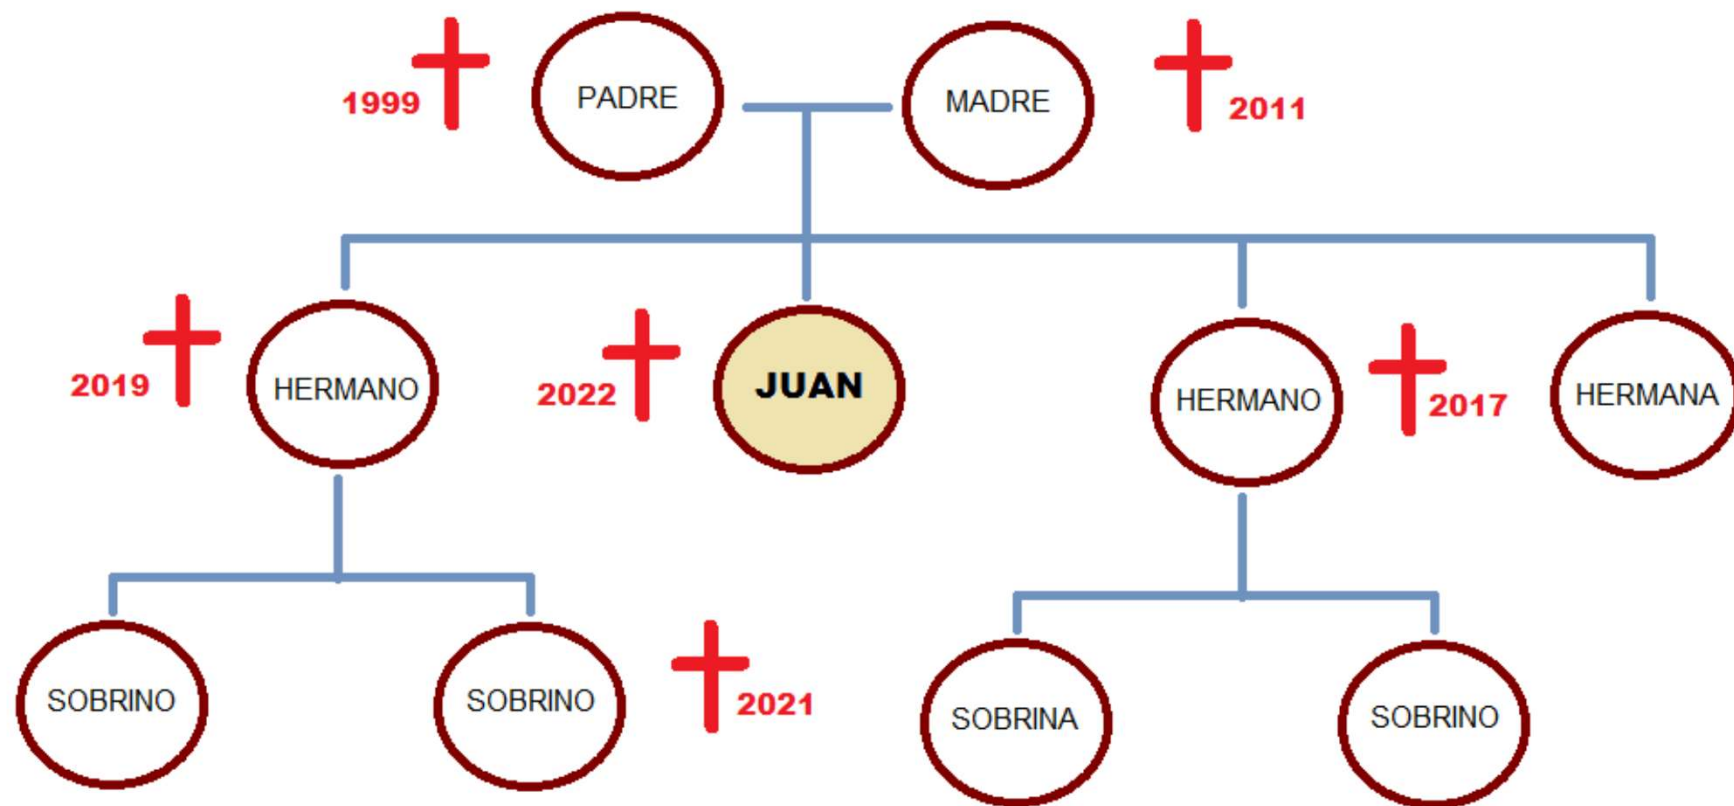 PADRE
MADRE
1999
2011
HERMANO
JUAN
HERMANO
HERMANA
2019
2022
2017
SOBRINO
SOBRINO
2021
SOBRINA
SOBRINO